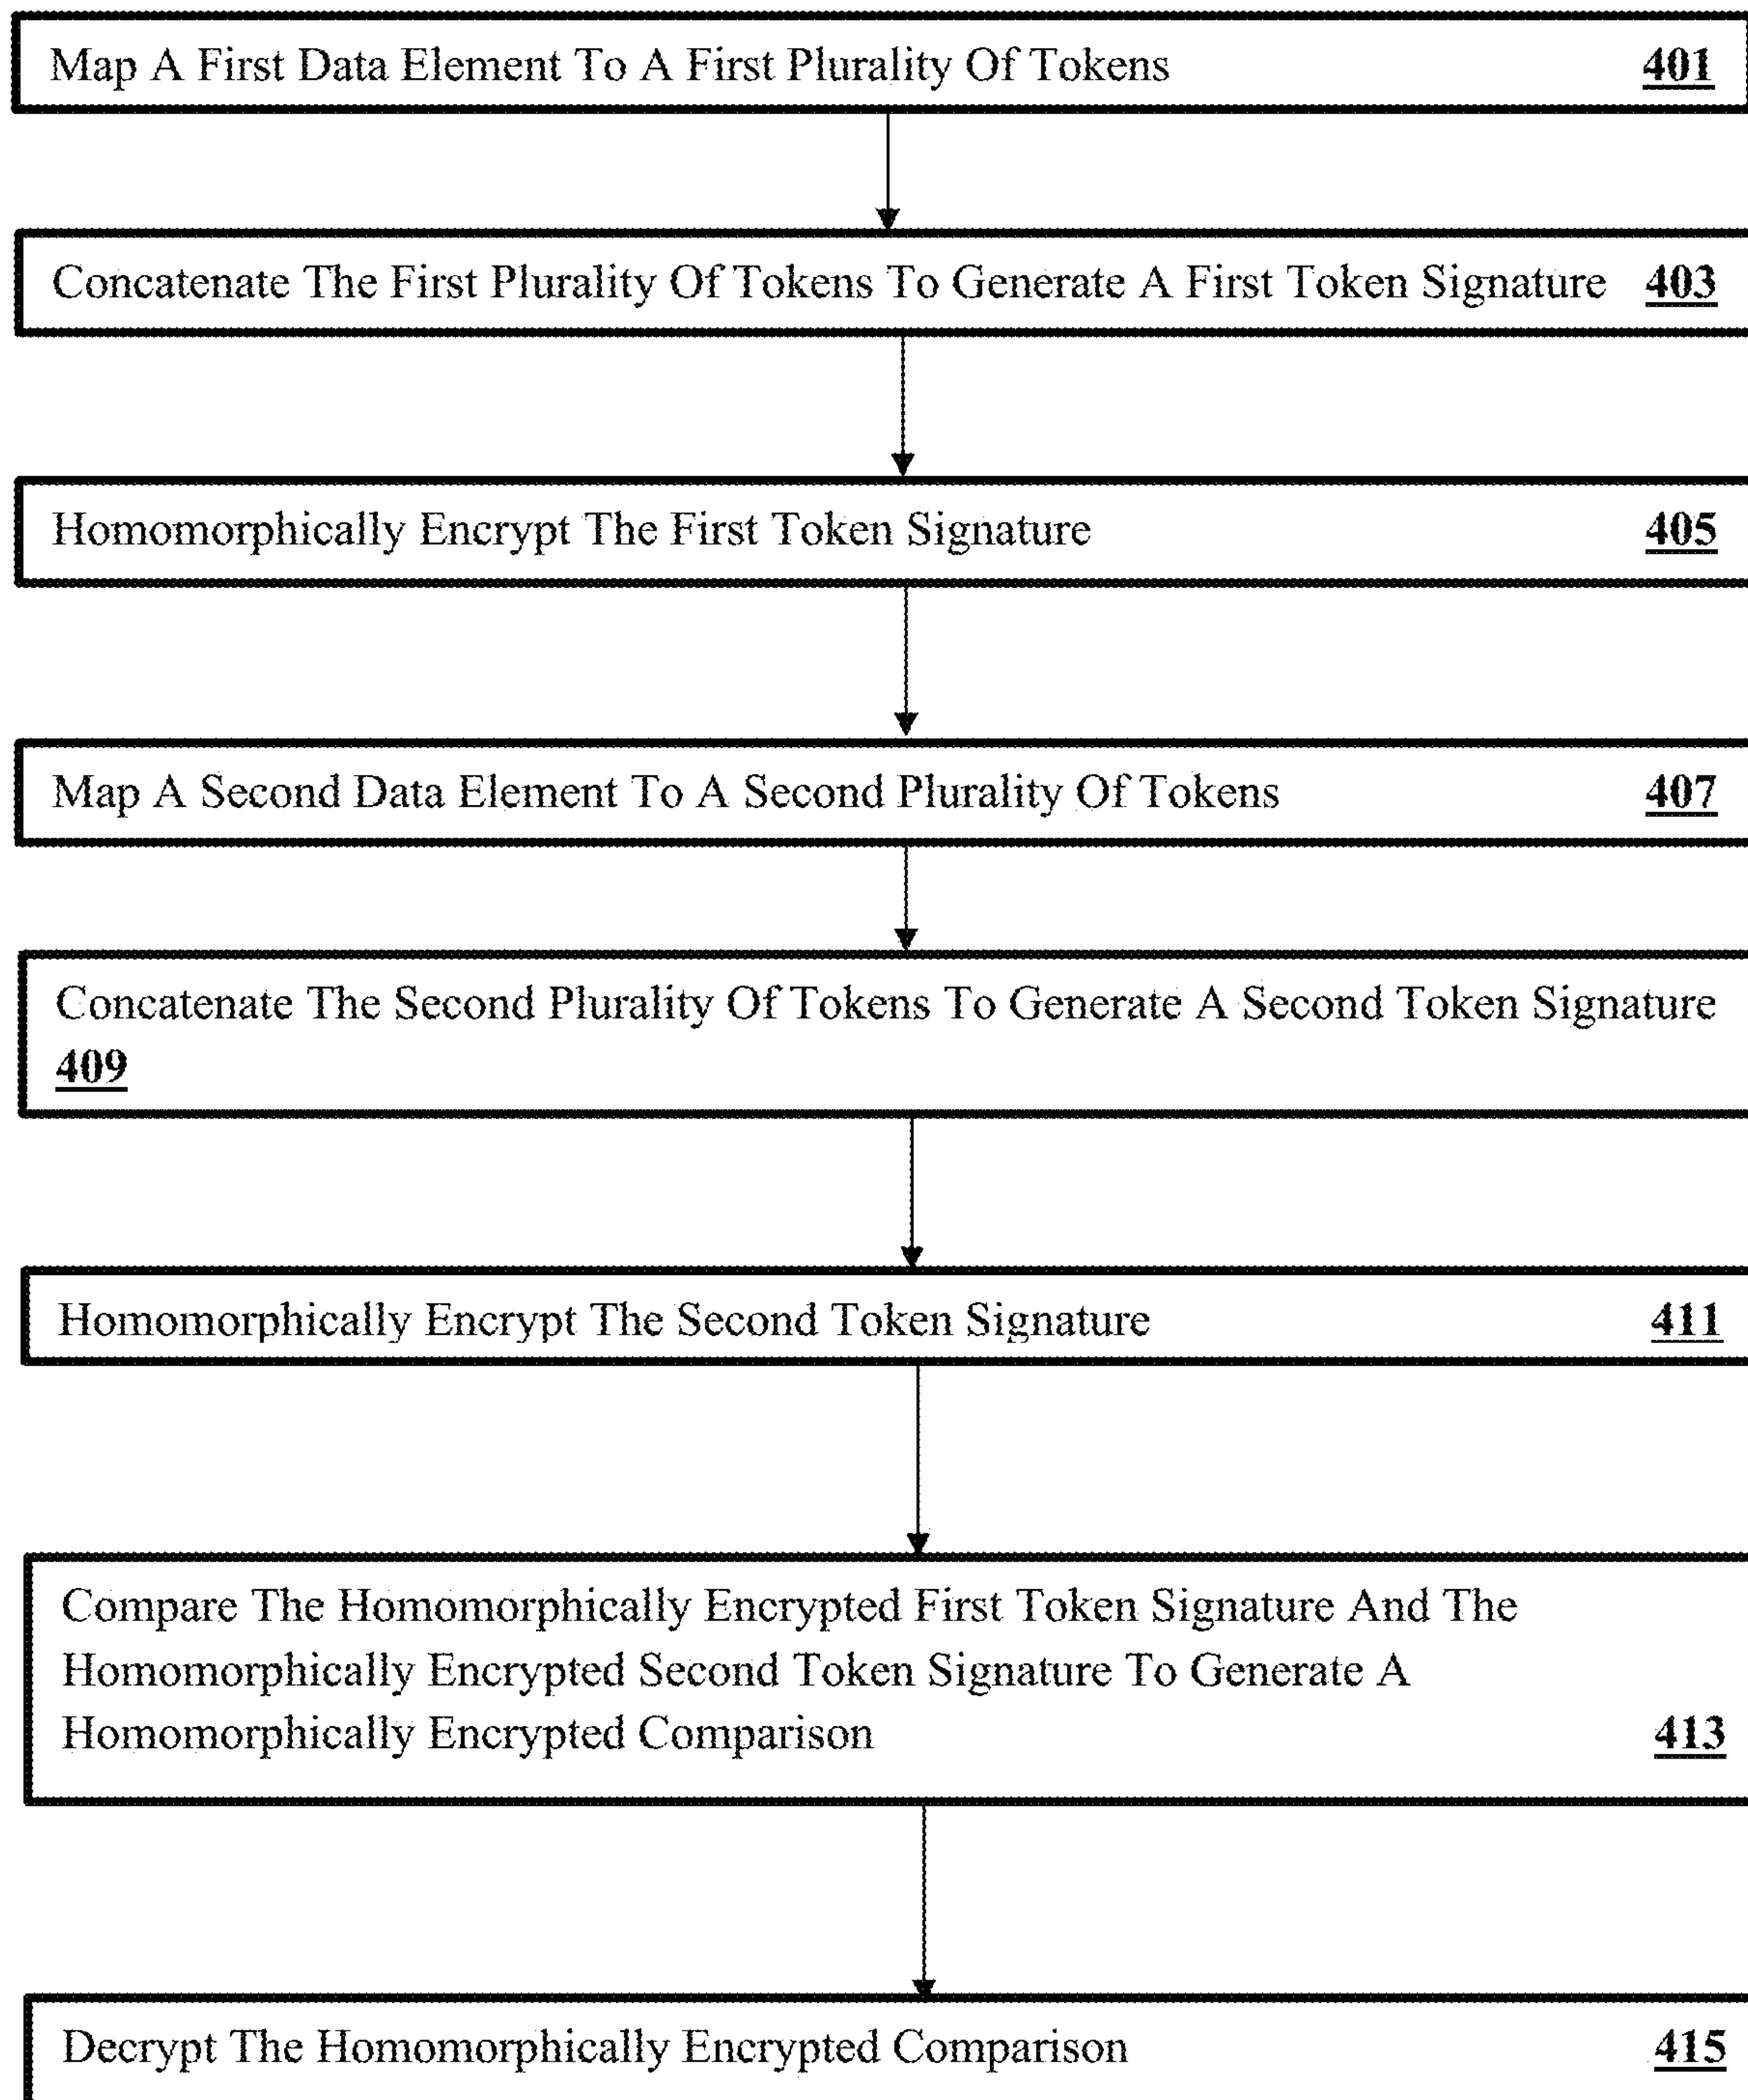 Map A First Data Element To A First Plurality Of Tokens 401
Concatenate The First Plurality Of Tokens To Generate A First Token Signature 403
Homomorphically Encrypt The First Token Signature 405
Map A Second Data Element To A Second Plurality Of Tokens 407
Concatenate The Second Plurality Of Tokens To Generate A Second Token Signature
409
Homomorphically Encrypt The Second Token Signature 411
Compare The Homomorphically Encrypted First Token Signature And The
Homomorphically Encrypted Second Token Signature To Generate A
Homomorphically Encrypted Comparison 413
Decrypt The Homomorphically Encrypted Comparison 415